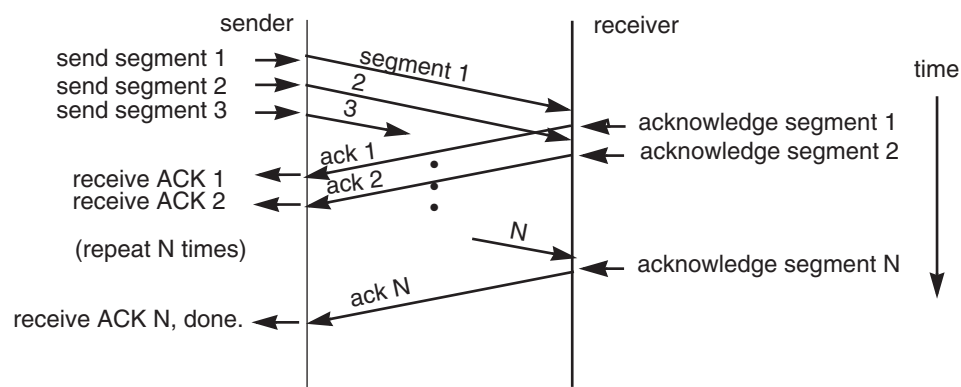 sender
receiver
send segment 1
segment 1
time
send segment 2
2
send segment 3
3
acknowledge segment 1
ack 1
acknowledge segment 2
receive ACK 1
ack 2
receive ACK 2
N
(repeat N times)
acknowledge segment N
ack N
receive ACK N, done.